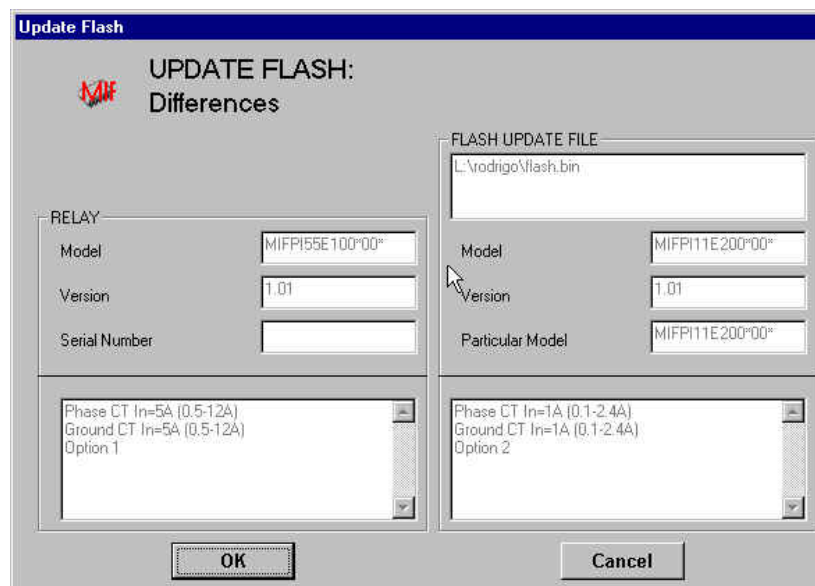 Update Flash
MIF
UPDATE FLASH:
Differences
FLASH UPDATE FILE
L:\rodrigo\flash.bin
RELAY
Model
MIFPI55E100*00*
Version
1.01
Serial Number
Model
MIFPI11E200*00*
Version
1.01
Particular Model
MIFPI11E200*00*
Phase CT In=5A (0.5-12A)
Ground CT In=5A (0.5-12A)
Option 1
Phase CT In=1A (0.1-2.4A)
Ground CT In=1A (0.1-2.4A)
Option 2
OK
Cancel